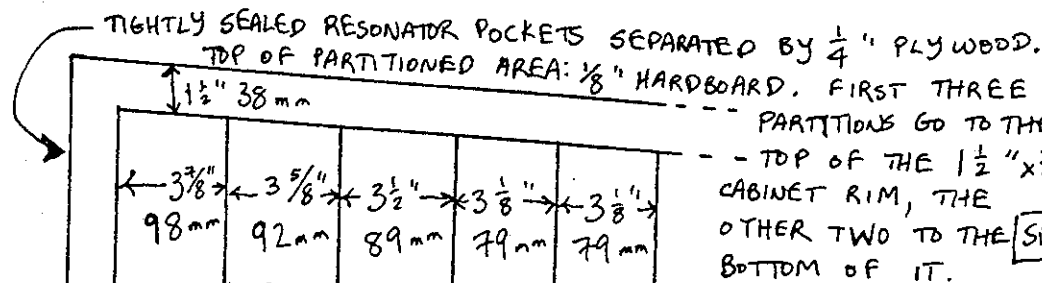 TIGHTLY SEALED RESONATOR POCKETS SEPARATED BY 1/4" PLYWOOD.
TOP OF PARTITIONED AREA: 1/8" HARDBOARD. FIRST THREE
1 1/2" 38 mm
PARTITIONS GO TO THE
TOP OF THE 1 1/2 "x
CABINET RIM, THE
OTHER TWO TO THE
BOTTOM OF IT.
3 7/8" 3 5/8" 3 1/2" 3 1/8" 3 1/8"
98mm 92mm 89mm 79mm 79mm